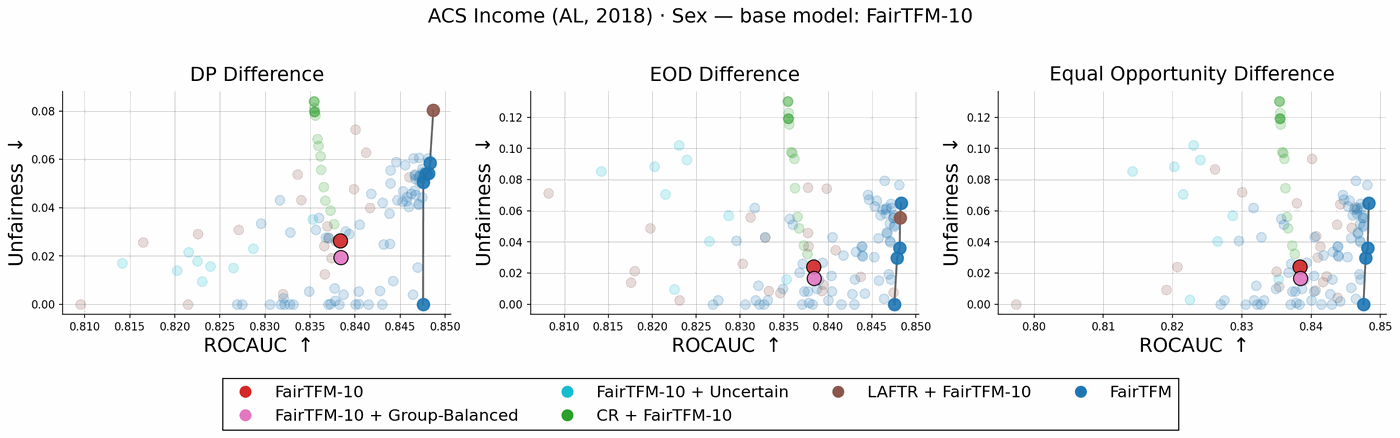 ACS Income (AL, 2018) · Sex — base model: FairTFM-10
DP Difference
EOD Difference
Equal Opportunity Difference
Unfairness ↓
0.08
0.06
0.04
0.02
0.00
0.810 0.815 0.820 0.825 0.830 0.835 0.840 0.845 0.850
ROCAUC ↑
Unfairness ↓
0.12
0.10
0.08
0.06
0.04
0.02
0.00
0.810 0.815 0.820 0.825 0.830 0.835 0.840 0.845 0.850
ROCAUC ↑
Unfairness ↓
0.12
0.10
0.08
0.06
0.04
0.02
0.00
0.80 0.81 0.82 0.83 0.84 0.85
ROCAUC ↑
FairTFM-10
FairTFM-10 + Group-Balanced
FairTFM-10 + Uncertain
CR + FairTFM-10
LAFTR + FairTFM-10
FairTFM